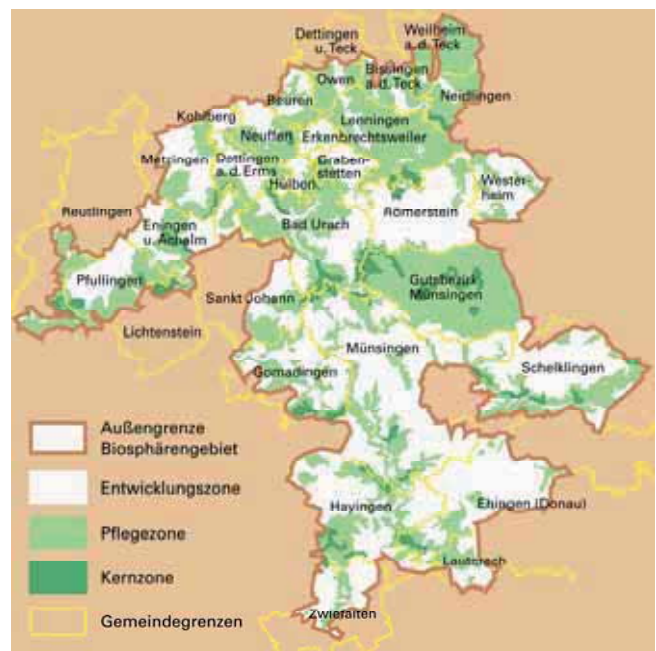 Dettingen
u. Teck
Weilheim
a. d. Teck
Bissingen
a. d. Teck
Owen
Neidlingen
Beuren
Kohlberg
Lenningen
Neuffen
Erkenbrechtsweiler
Metzingen
Dettingen
a. d. Erms
Graben-
stetten
Hülben
Wester-
heim
Reutlingen
Eningen
u. Achalm
Bad Urach
Römerstein
Pfullingen
Gutsbezirk
Münsingen
Sankt Johann
Lichtenstein
Münsingen
Schelklingen
Gomadingen
Außengrenze
Biosphärengebiet
Entwicklungszone
Hayingen
Ehingen (Donau)
Pflegezone
Lauterach
Kernzone
Zwiefalten
Gemeindegrenzen